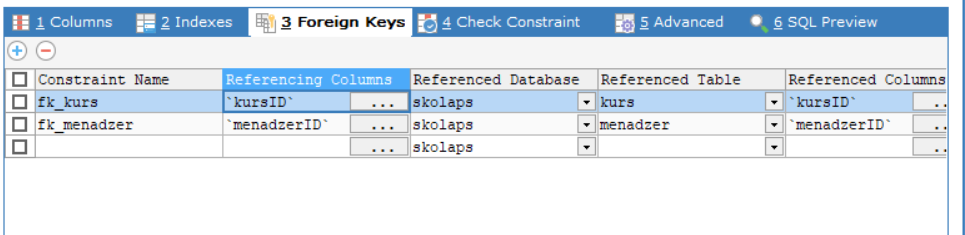 1 Columns 2 Indexes 3 Foreign Keys 4 Check Constraint 5 Advanced 6 SQL Preview
Constraint Name Referencing Columns Referenced Database Referenced Table Referenced Columns
fk_kurs `kursID` ... skolaps kurs `kursID` ..
fk_menadzer `menadzerID` ... skolaps menadzer `menadzerID` ..
... skolaps ..